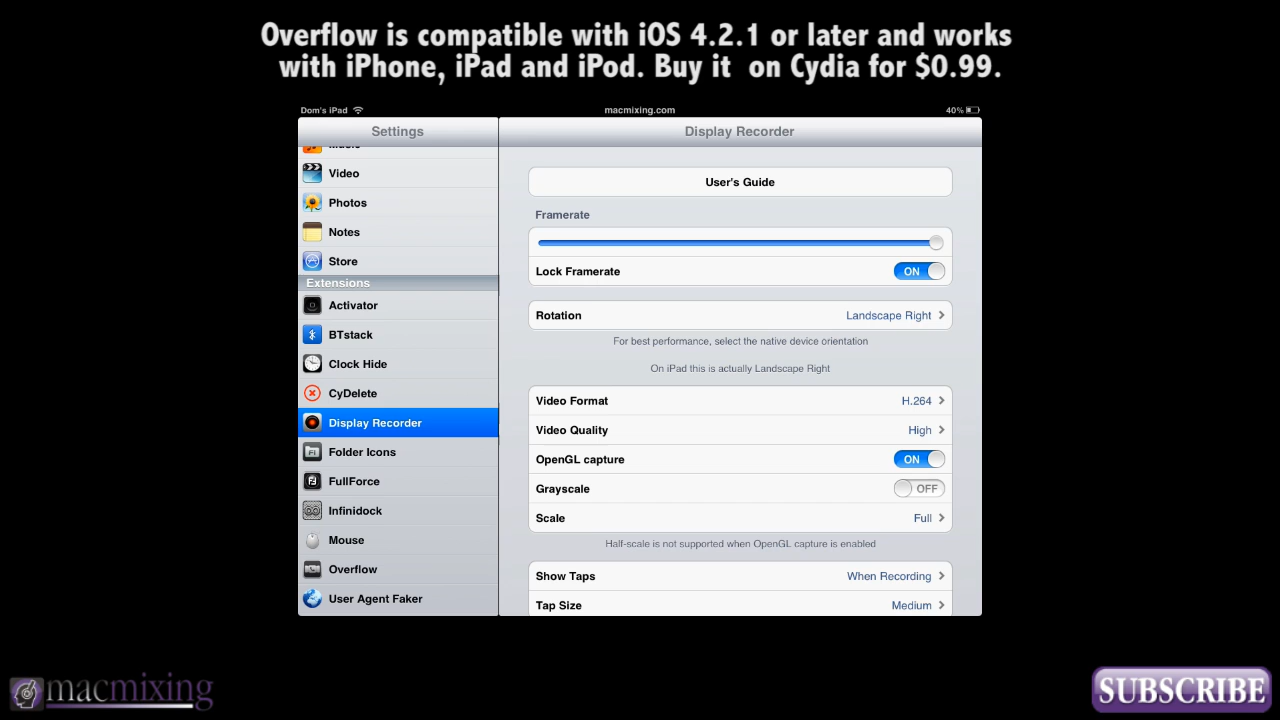 Overflow is compatible with iOS 4.2.1 or later and works
with iPhone, iPad and iPod. Buy it on Cydia for $0.99.
Dom's iPad macmixing.com 40%
Settings Display Recorder
Music
Video
Photos
Notes
Store
Extensions
Activator
BTstack
Clock Hide
CyDelete
Display Recorder
Folder Icons
FullForce
Infinidock
Mouse
Overflow
User Agent Faker
User's Guide
Framerate
Lock Framerate ON
Rotation Landscape Right
For best performance, select the native device orientation
On iPad this is actually Landscape Right
Video Format H.264
Video Quality High
OpenGL capture ON
Grayscale OFF
Scale Full
Half-scale is not supported when OpenGL capture is enabled
Show Taps When Recording
Tap Size Medium
macmixing
SUBSCRIBE